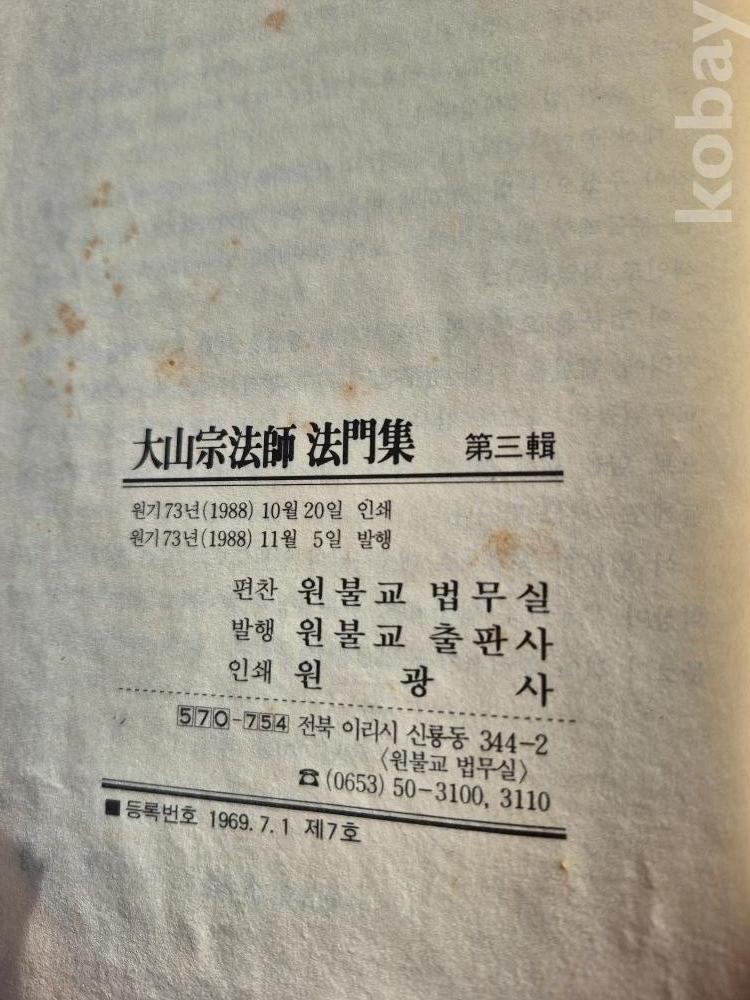 kobay
大山宗法師 法門集 第三輯
원기73년(1988) 10월 20일 인쇄
원기73년(1988) 11월 5일 발행
편찬 원불교 법무실
발행 원불교 출판사
인쇄 원광사
570-754 전북 이리시 신룡동 344-2
〈원불교 법무실〉
☎(0653) 50-3100, 3110
■등록번호 1969. 7. 1 제7호